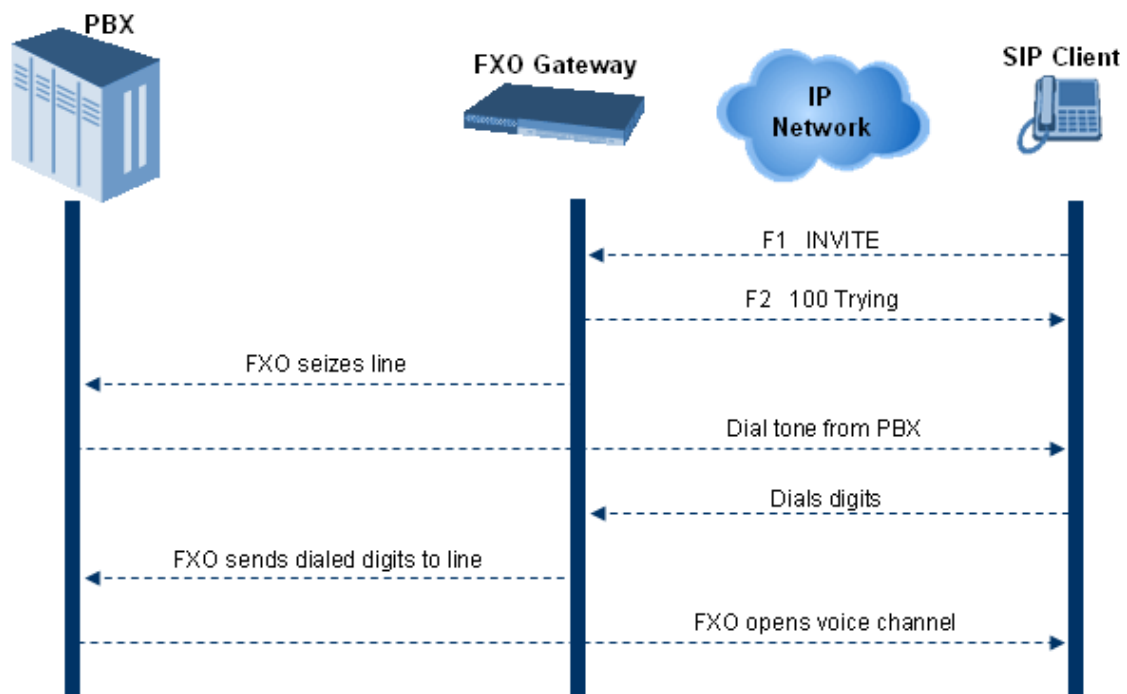 PBX
FXO Gateway
IP
Network
SIP Client
F1 INVITE
F2 100 Trying
FXO seizes line
Dial tone from PBX
Dials digits
FXO sends dialed digits to line
FXO opens voice channel